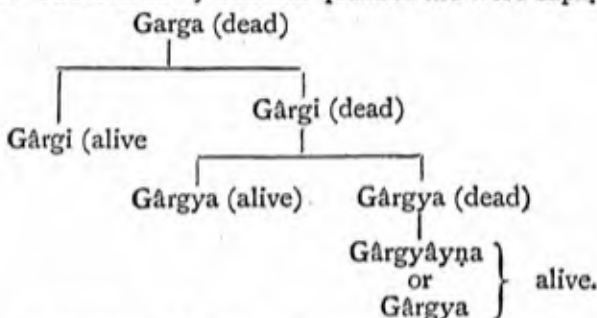 Garga (dead)
Gârgi (alive
Gârgi (dead)
Gârgya (alive)
Gârgya (dead)
Gârgyâyṇa
or
Gârgya
alive.